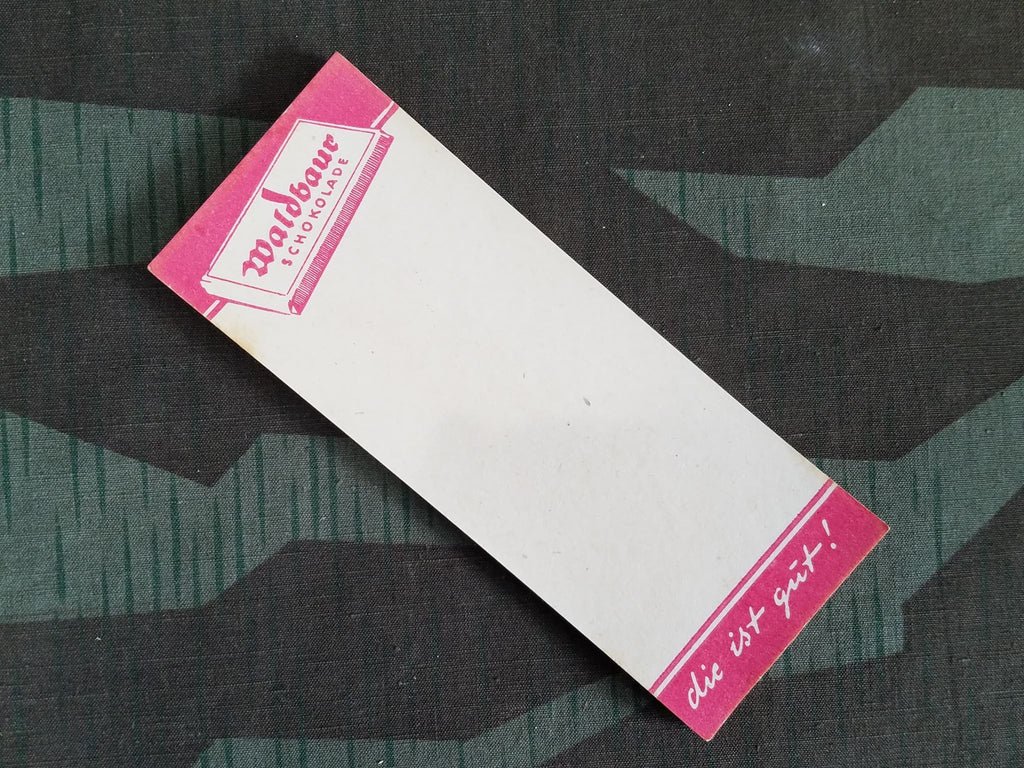 Waldbaur
SCHOKOLADE
die ist gut!